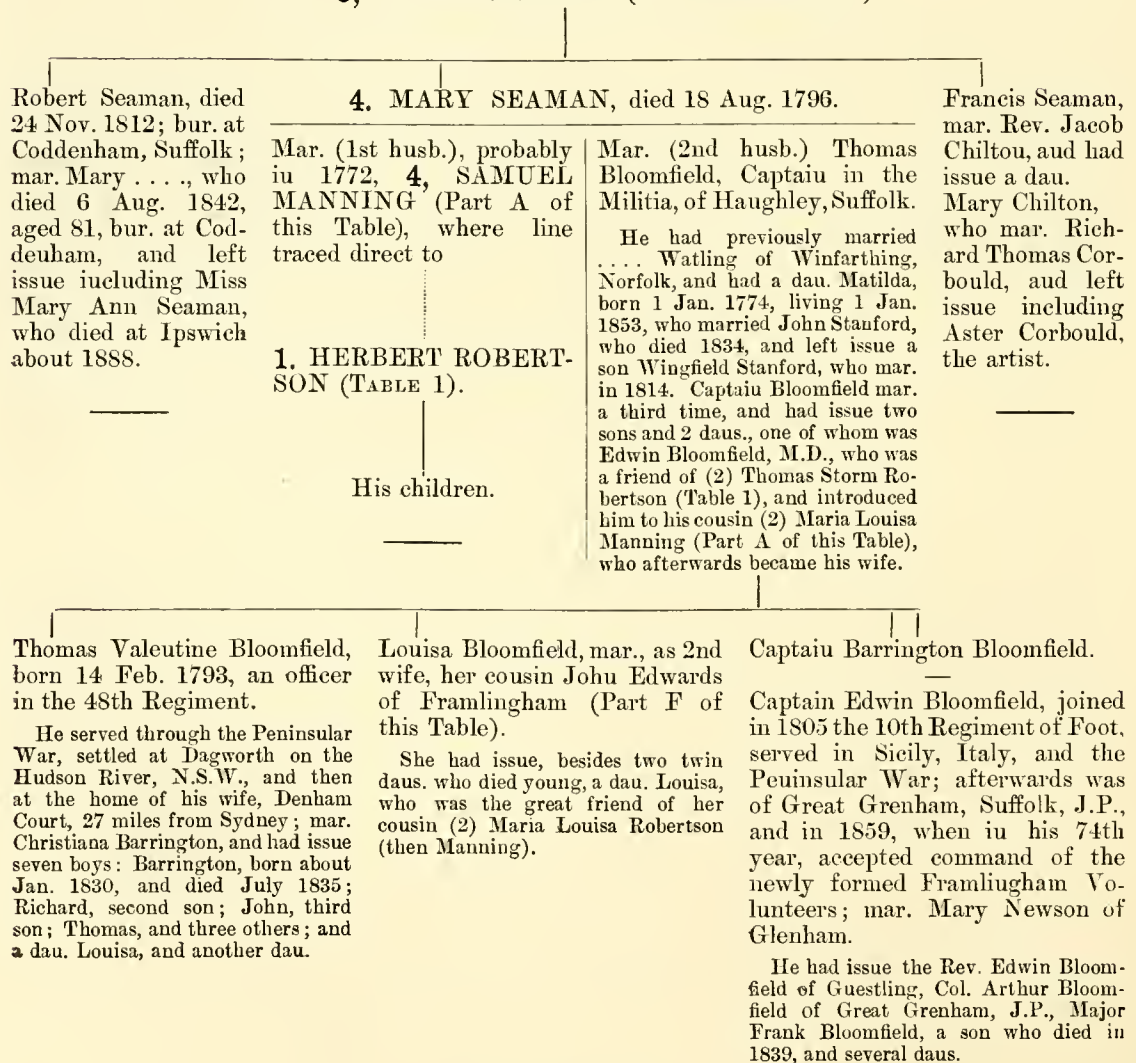 Robert Seaman, died
24 Nov. 1812; bur. at
Coddenham, Suffolk;
mar. Mary . . . ., who
died 6 Aug. 1842,
aged 81, bur. at Cod-
deuham, and left
issue iucluding Miss
Mary Ann Seaman,
who died at Ipswich
about 1888.
4. MARY SEAMAN, died 18 Aug. 1796.
Mar. (1st husb.), probably
iu 1772, 4, SAMUEL
MANNING (Part A of
this Table), where line
traced direct to
1. HERBERT ROBERT-
SON (TABLE 1).
His children.
Mar. (2nd husb.) Thomas
Bloomfield, Captaiu in the
Militia, of Haughley, Suffolk.
He had previously married
. . . . Watling of Winfarthing,
Norfolk, and had a dau. Matilda,
born 1 Jan. 1774, living 1 Jan.
1853, who married John Stanford,
who died 1834, and left issue a
son Wingfield Stanford, who mar.
in 1814. Captaiu Bloomfield mar.
a third time, and had issue two
sons and 2 daus., one of whom was
Edwin Bloomfield, M.D., who was
a friend of (2) Thomas Storm Ro-
bertson (Table 1), and introduced
him to his cousin (2) Maria Louisa
Manning (Part A of this Table),
who afterwards became his wife.
Francis Seaman,
mar. Rev. Jacob
Chiltou, aud had
issue a dau.
Mary Chilton,
who mar. Rich-
ard Thomas Cor-
bould, aud left
issue including
Aster Corbould,
the artist.
Thomas Valeutine Bloomfield,
born 14 Feb. 1793, an officer
in the 48th Regiment.
He served through the Peninsular
War, settled at Dagworth on the
Hudson River, N.S.W., and then
at the home of his wife, Denham
Court, 27 miles from Sydney; mar.
Christiana Barrington, and had issue
seven boys: Barrington, born about
Jan. 1830, and died July 1835;
Richard, second son; John, third
son; Thomas, and three others; and
a dau. Louisa, and another dau.
Louisa Bloomfield, mar., as 2nd
wife, her cousin Johu Edwards
of Framlingham (Part F of
this Table).
She had issue, besides two twin
daus. who died young, a dau. Louisa,
who was the great friend of her
cousin (2) Maria Louisa Robertson
(then Manning).
Captaiu Barrington Bloomfield.
Captain Edwin Bloomfield, joined
in 1805 the 10th Regiment of Foot,
served in Sicily, Italy, and the
Peuinsular War; afterwards was
of Great Grenham, Suffolk, J.P.,
and in 1859, when iu his 74th
year, accepted command of the
newly formed Framliugham Vo-
lunteers; mar. Mary Newson of
Glenham.
He had issue the Rev. Edwin Bloom-
field of Guestling, Col. Arthur Bloom-
field of Great Grenham, J.P., Major
Frank Bloomfield, a son who died in
1839, and several daus.